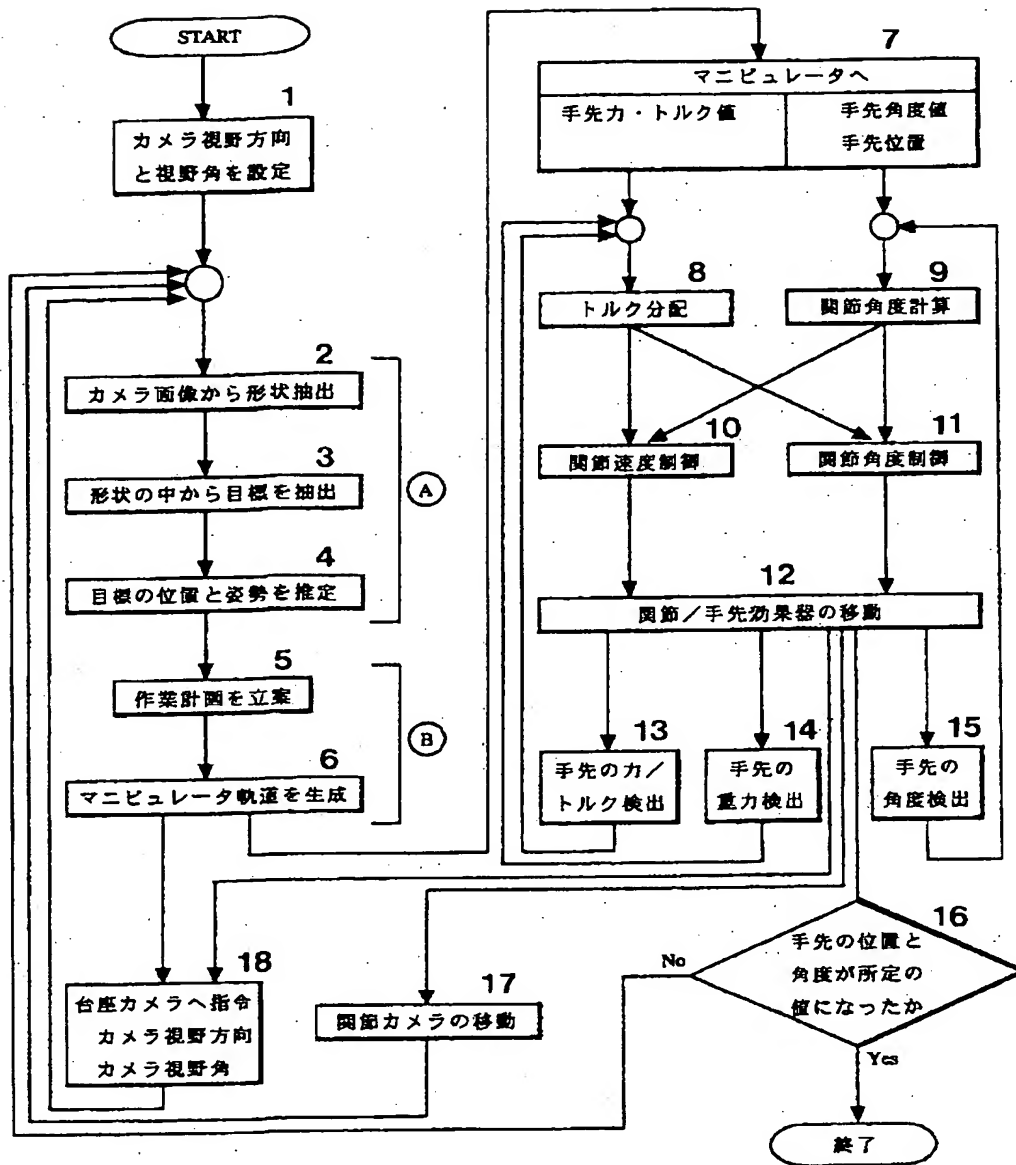 START
1
カメラ視野方向
と視野角を設定
2
カメラ画像から形状抽出
3
形状の中から目標を抽出
4
目標の位置と姿勢を推定
A
5
作業計画を立案
6
マニピュレータ軌道を生成
B
18
台座カメラへ指令
カメラ視野方向
カメラ視野角
17
関節カメラの移動
7
マニピュレータへ
手先力・トルク値
手先角度値
手先位置
8
トルク分配
9
関節角度計算
10
関節速度制御
11
関節角度制御
12
関節／手先効果器の移動
13
手先の力／
トルク検出
14
手先の
重力検出
15
手先の
角度検出
16
手先の位置と
角度が所定の
値になったか
No
Yes
終了